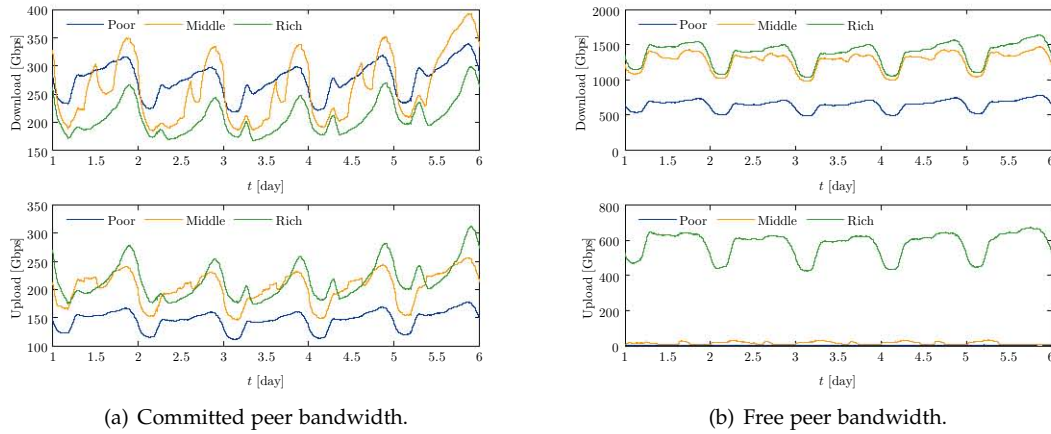 400
350
300
250
200
150
Download [Gbps]
Poor Middle Rich
1 1.5 2 2.5 3 3.5 4 4.5 5 5.5 6
t [day]
350
300
250
200
150
100
Upload [Gbps]
Poor Middle Rich
1 1.5 2 2.5 3 3.5 4 4.5 5 5.5 6
t [day]
(a) Committed peer bandwidth.
2000
1500
1000
500
0
Download [Gbps]
Poor Middle Rich
1 1.5 2 2.5 3 3.5 4 4.5 5 5.5 6
t [day]
800
600
400
200
0
Upload [Gbps]
Poor Middle Rich
1 1.5 2 2.5 3 3.5 4 4.5 5 5.5 6
t [day]
(b) Free peer bandwidth.